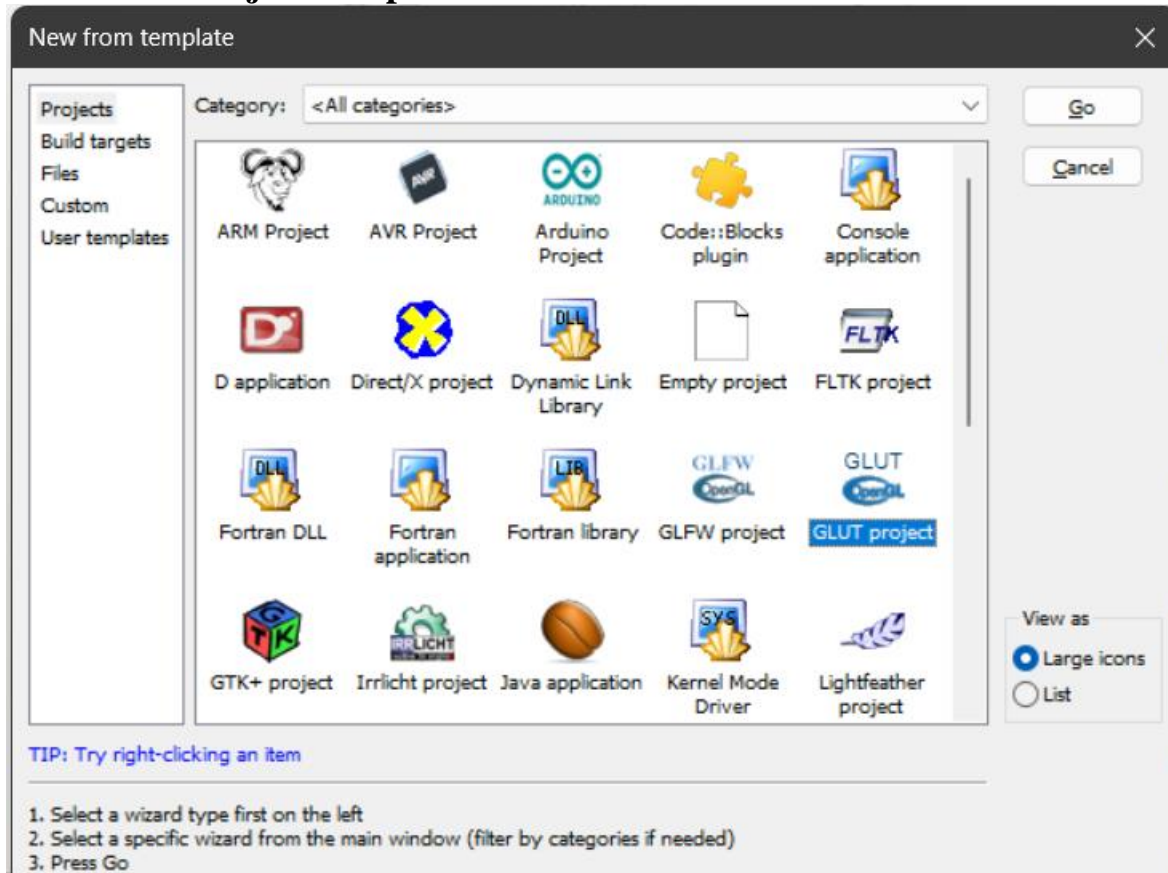 New from template
Projects
Build targets
Files
Custom
User templates
Category: <All categories>
Go
Cancel
AVR
ARDUINO
ARM Project
AVR Project
Arduino
Project
Code::Blocks
plugin
Console
application
D
DLL
FLTK
D application
Direct/X project
Dynamic Link
Library
Empty project
FLTK project
DLL
LIB
GLFW
OpenGL
GLUT
OpenGL
Fortran DLL
Fortran
application
Fortran library
GLFW project
GLUT project
GTK
IRRLICHT
SYS
GTK+ project
Irrlicht project
Java application
Kernel Mode
Driver
Lightfeather
project
View as
Large icons
List
TIP: Try right-clicking an item
1. Select a wizard type first on the left
2. Select a specific wizard from the main window (filter by categories if needed)
3. Press Go